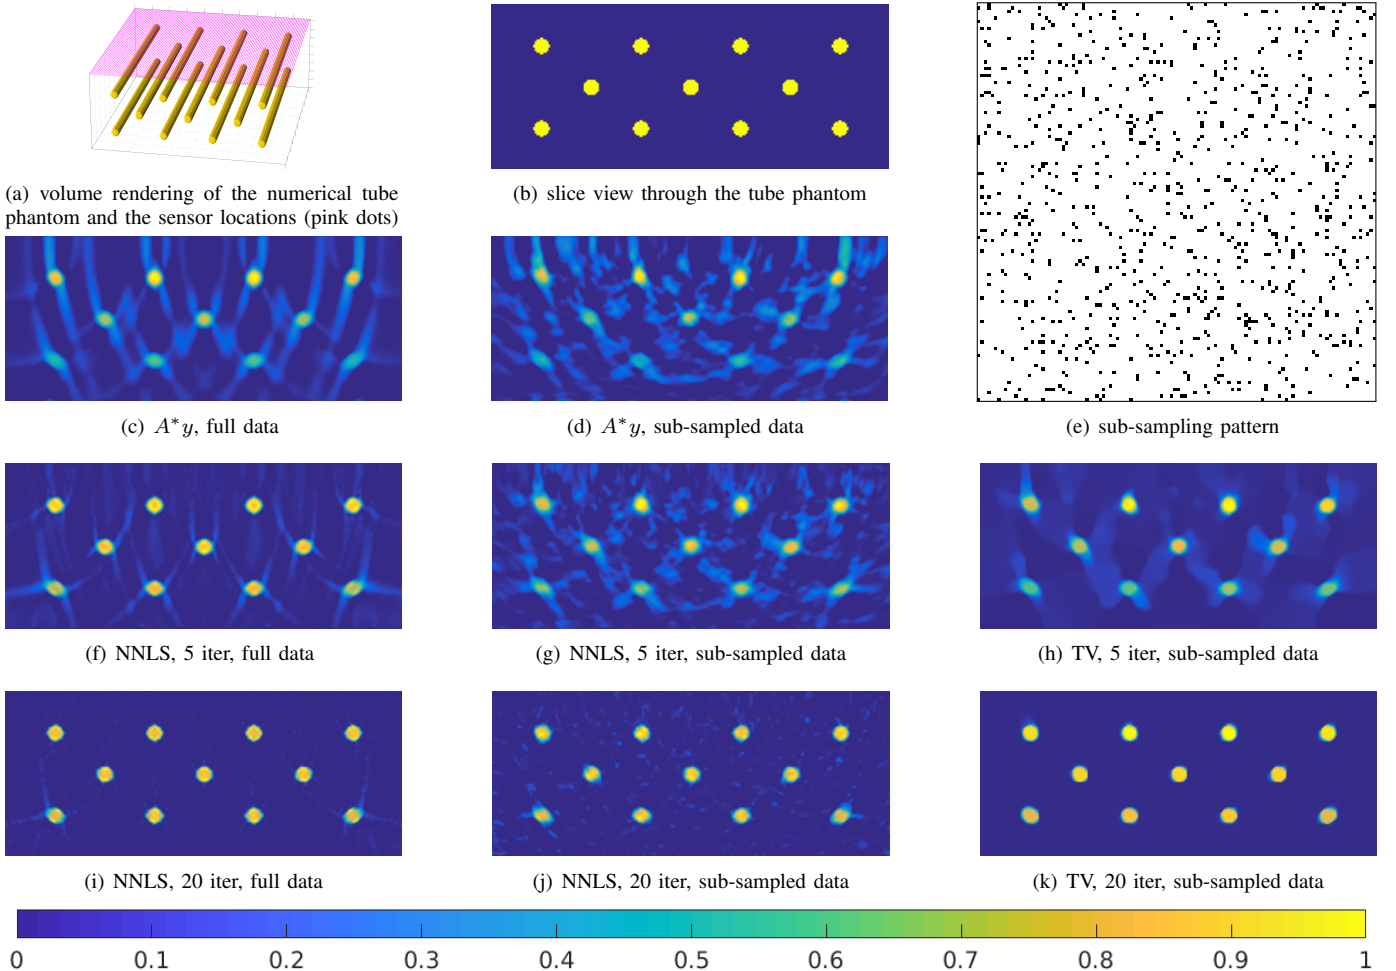 (a) volume rendering of the numerical tube
phantom and the sensor locations (pink dots)
(b) slice view through the tube phantom
(c) A*y, full data
(d) A*y, sub-sampled data
(e) sub-sampling pattern
(f) NNLS, 5 iter, full data
(g) NNLS, 5 iter, sub-sampled data
(h) TV, 5 iter, sub-sampled data
(i) NNLS, 20 iter, full data
(j) NNLS, 20 iter, sub-sampled data
(k) TV, 20 iter, sub-sampled data
0 0.1 0.2 0.3 0.4 0.5 0.6 0.7 0.8 0.9 1